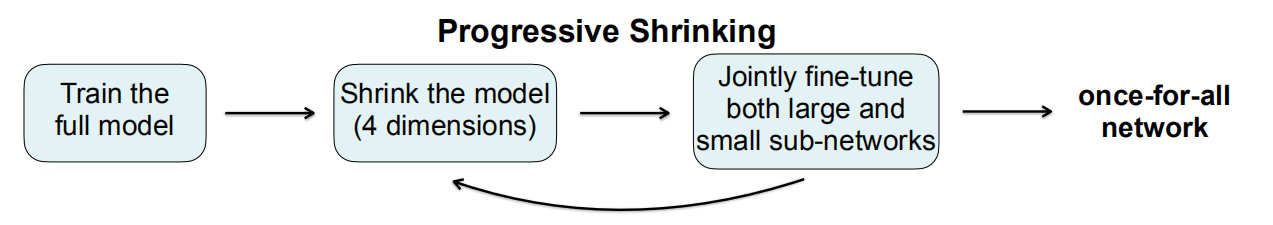 Progressive Shrinking
Train the
full model
Shrink the model
(4 dimensions)
Jointly fine-tune
both large and
small sub-networks
once-for-all
network